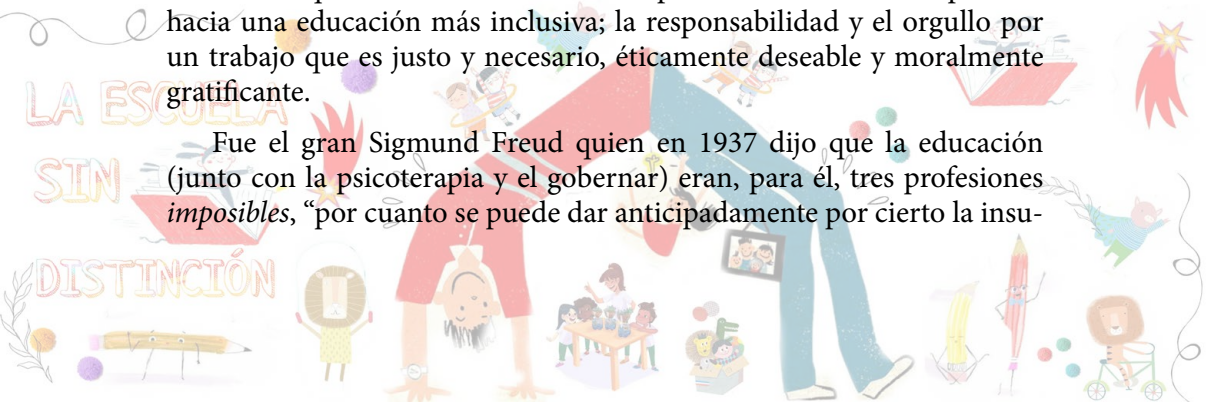 hacia una educación más inclusiva; la responsabilidad y el orgullo por
un trabajo que es justo y necesario, éticamente deseable y moralmente
gratificante.
Fue el gran Sigmund Freud quien en 1937 dijo que la educación
(junto con la psicoterapia y el gobernar) eran, para él, tres profesiones
imposibles, “por cuanto se puede dar anticipadamente por cierto la insu-
LA ESCUELA
SIN
DISTINCIÓN